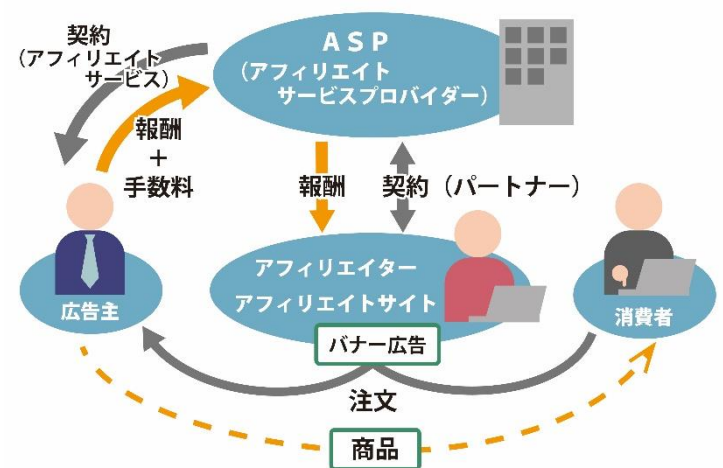 契約
（アフィリエイト
サービス）
ASP
（アフィリエイト
サービスプロバイダー）
報酬
＋
手数料
報酬
契約（パートナー）
広告主
アフィリエイター
アフィリエイトサイト
消費者
バナー広告
注文
商品